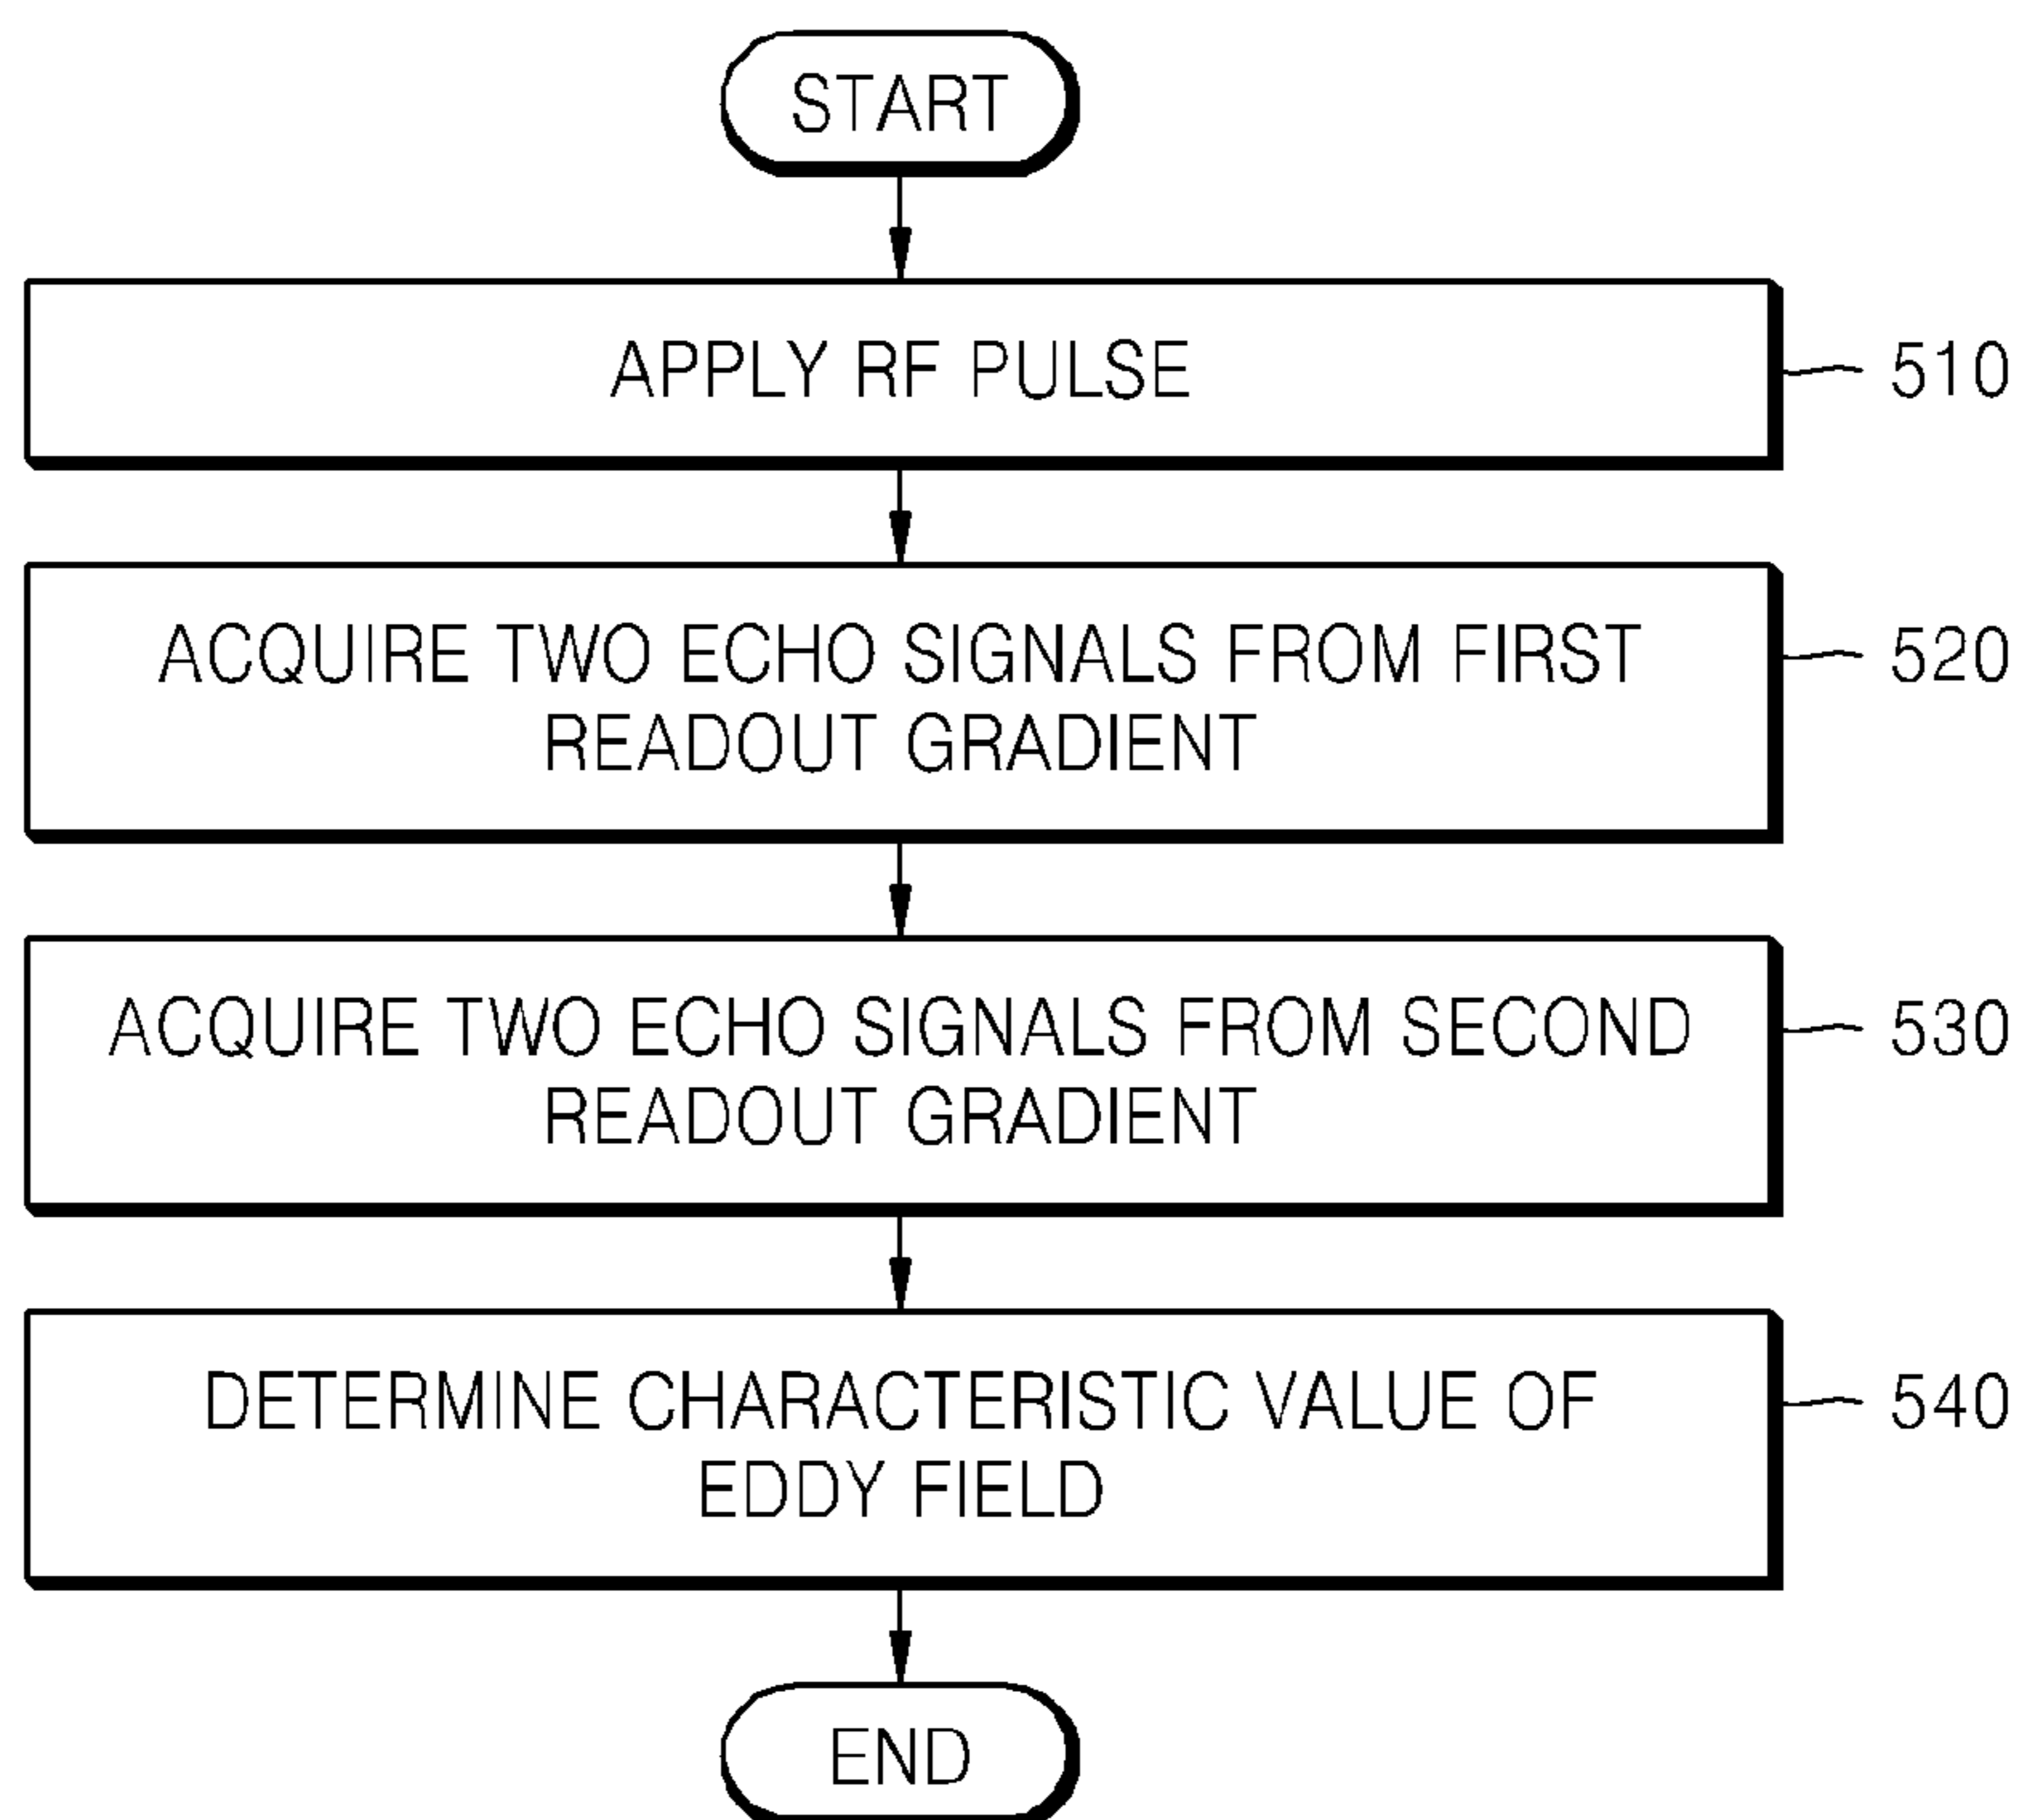 START
APPLY RF PULSE
510
ACQUIRE TWO ECHO SIGNALS FROM FIRST
READOUT GRADIENT
520
ACQUIRE TWO ECHO SIGNALS FROM SECOND
READOUT GRADIENT
530
DETERMINE CHARACTERISTIC VALUE OF
EDDY FIELD
540
END